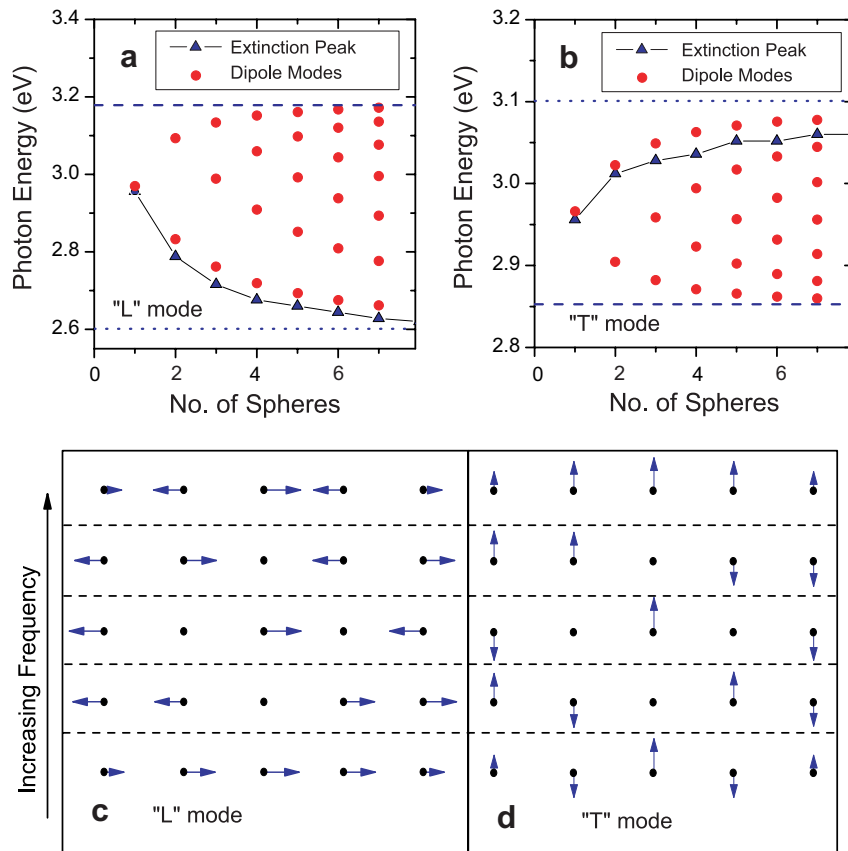 a
Extinction Peak
Dipole Modes
3.4
3.2
3.0
2.8
2.6
Photon Energy (eV)
"L" mode
0 2 4 6
No. of Spheres
b
Extinction Peak
Dipole Modes
3.2
3.1
3.0
2.9
2.8
Photon Energy (eV)
"T" mode
0 2 4 6
No. of Spheres
Increasing Frequency
c
"L" mode
d
"T" mode